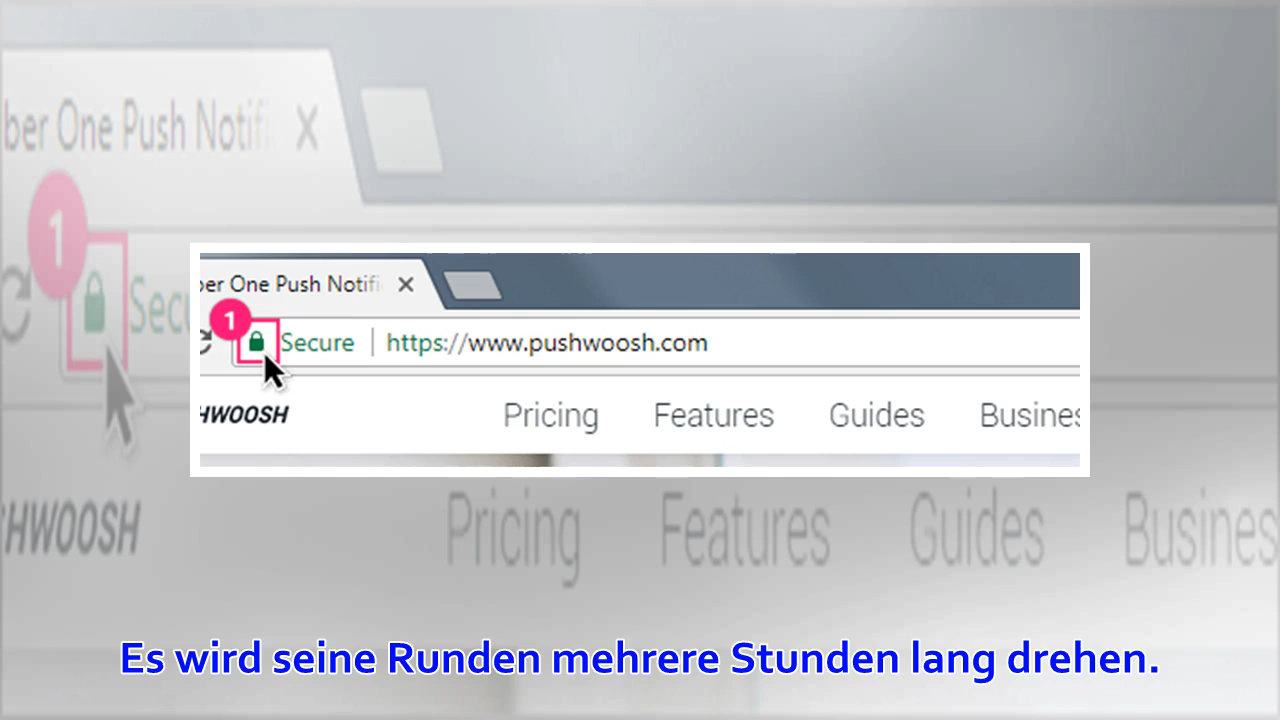 ber One Push Notifi
1
Secure | https://www.pushwoosh.com
HWOOSH Pricing Features Guides Busines
Es wird seine Runden mehrere Stunden lang drehen.